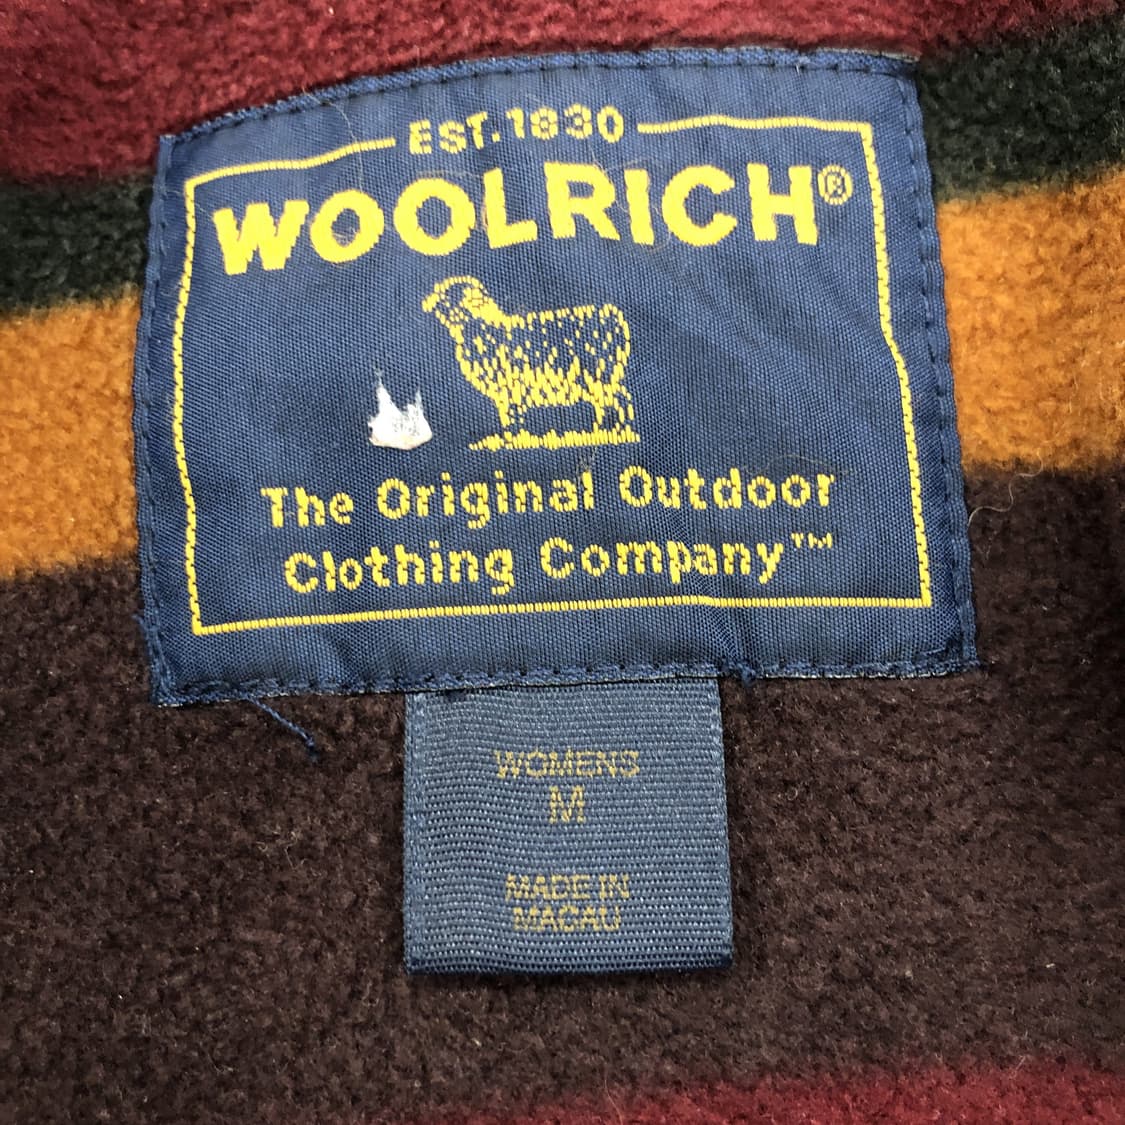 EST. 1830
WOOLRICH®
The Original Outdoor
Clothing Company™
WOMENS
M
MADE IN
MACAU